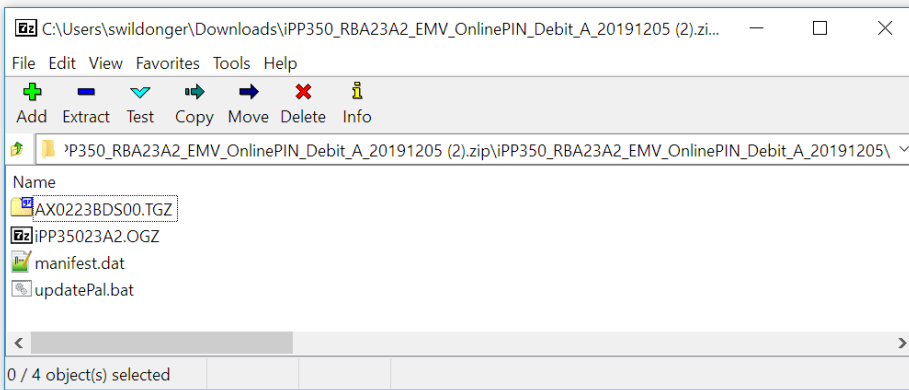 C:\Users\swildonger\Downloads\iPP350_RBA23A2_EMV_OnlinePIN_Debit_A_20191205 (2).zi...
File Edit View Favorites Tools Help
Add Extract Test Copy Move Delete Info
PP350_RBA23A2_EMV_OnlinePIN_Debit_A_20191205 (2).zip\iPP350_RBA23A2_EMV_OnlinePIN_Debit_A_20191205\
Name
AX0223BDS00.TGZ
iPP35023A2.OGZ
manifest.dat
updatePal.bat
0 / 4 object(s) selected